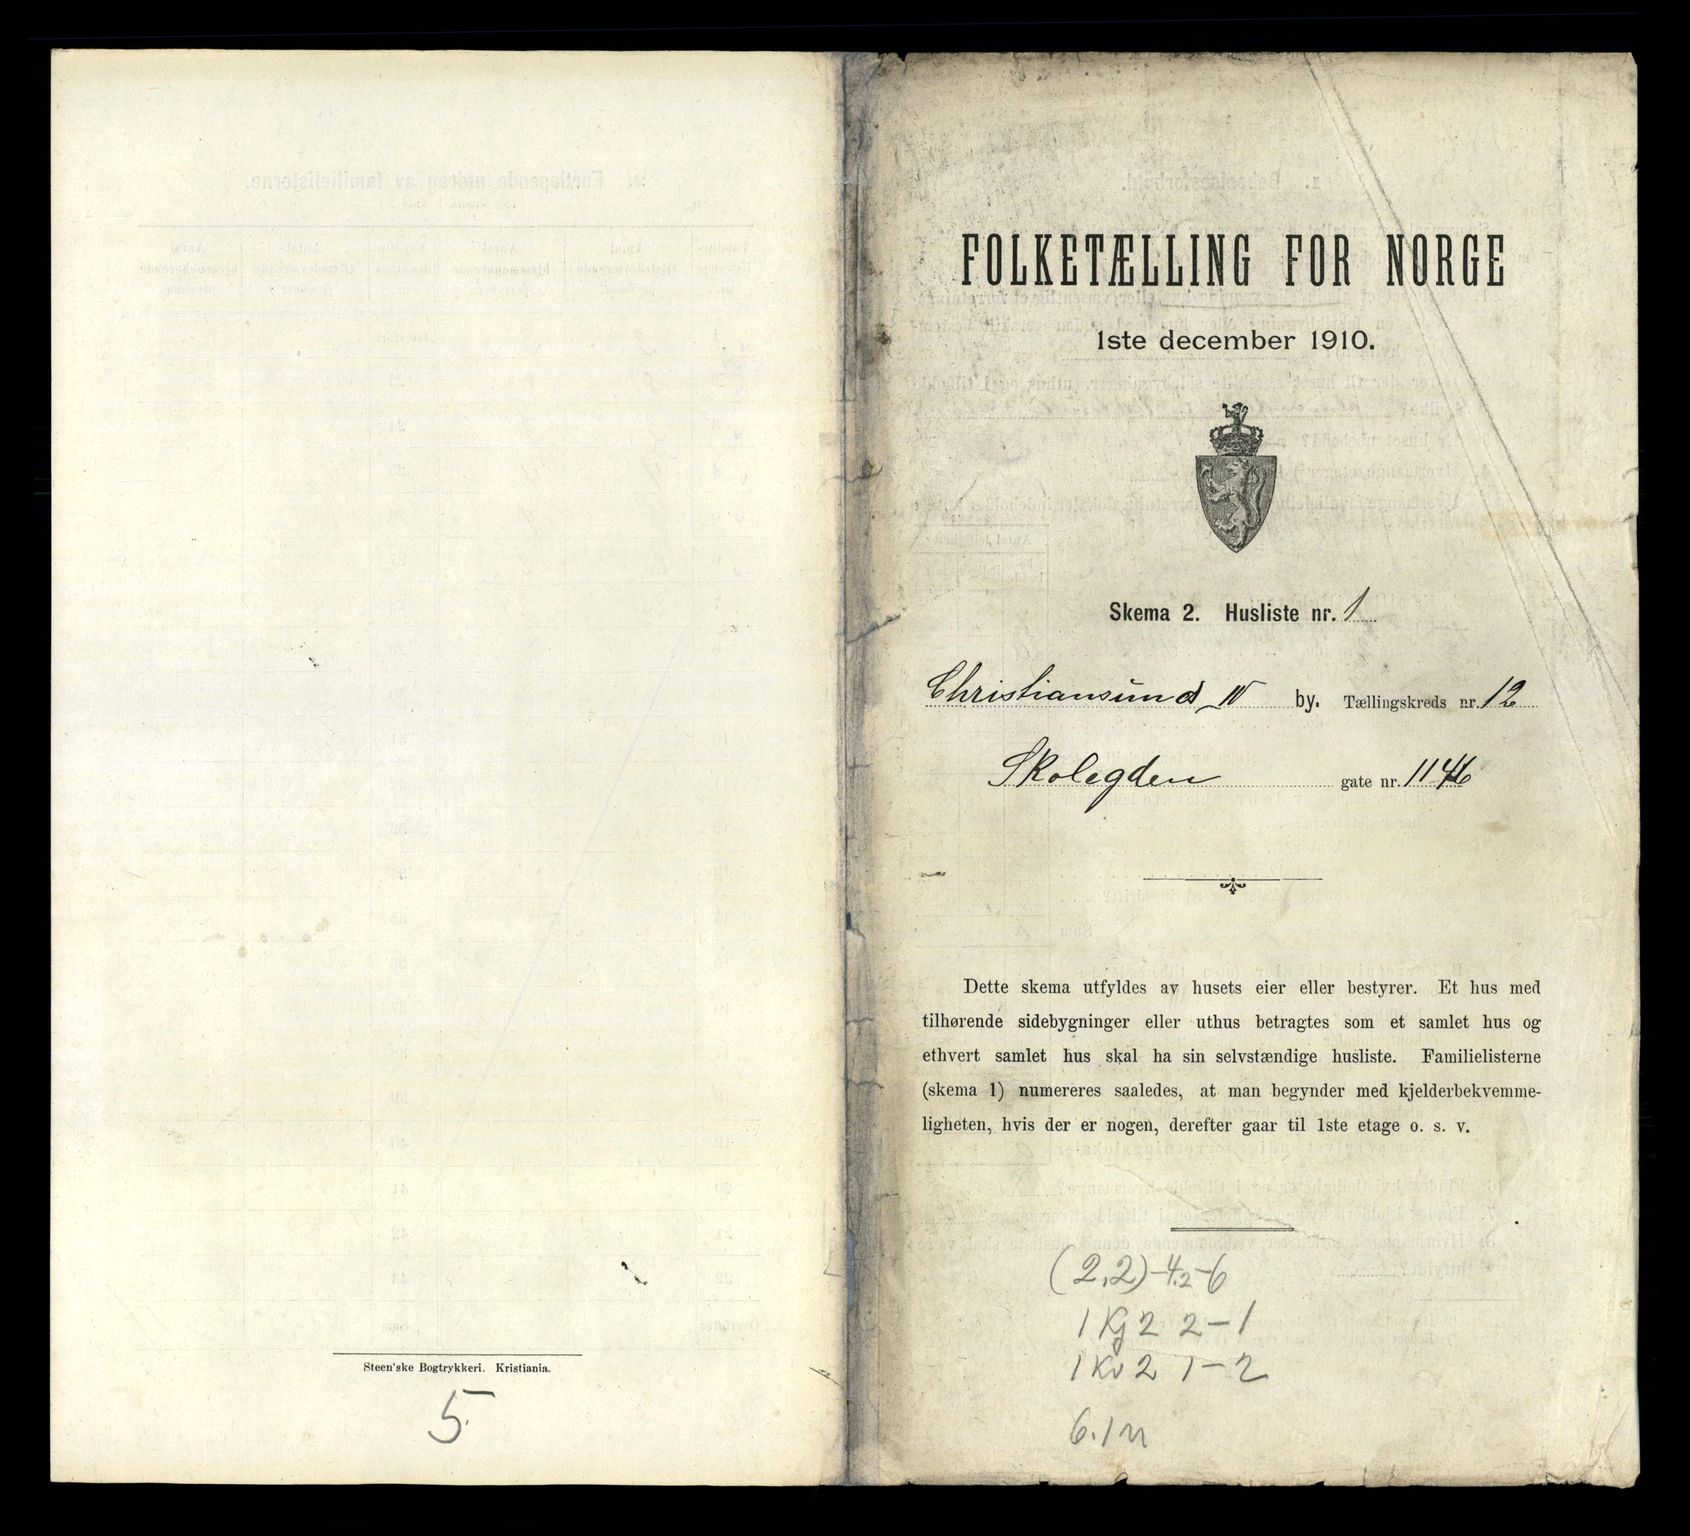 Steen'ske Bogtrykkeri. Kristiania.
5.
FOLKETÆLLING FOR NORGE
1ste december 1910.
Skema 2. Husliste nr. 1
Christiansund N by. Tællingskreds nr. 12
Skolegden gate nr. 1146
Dette skema utfyldes av husets eier eller bestyrer. Et hus med
tilhørende sidebygninger eller uthus betragtes som et samlet hus og
ethvert samlet hus skal ha sin selvstændige husliste. Familielisterne
(skema 1) numereres saaledes, at man begynder med kjelderbekvemme-
ligheten, hvis der er nogen, derefter gaar til 1ste etage o. s. v.
(2,2)-4.2-6
1 Kj 2 2-1
1 Kv 2 1-2
6.1 n